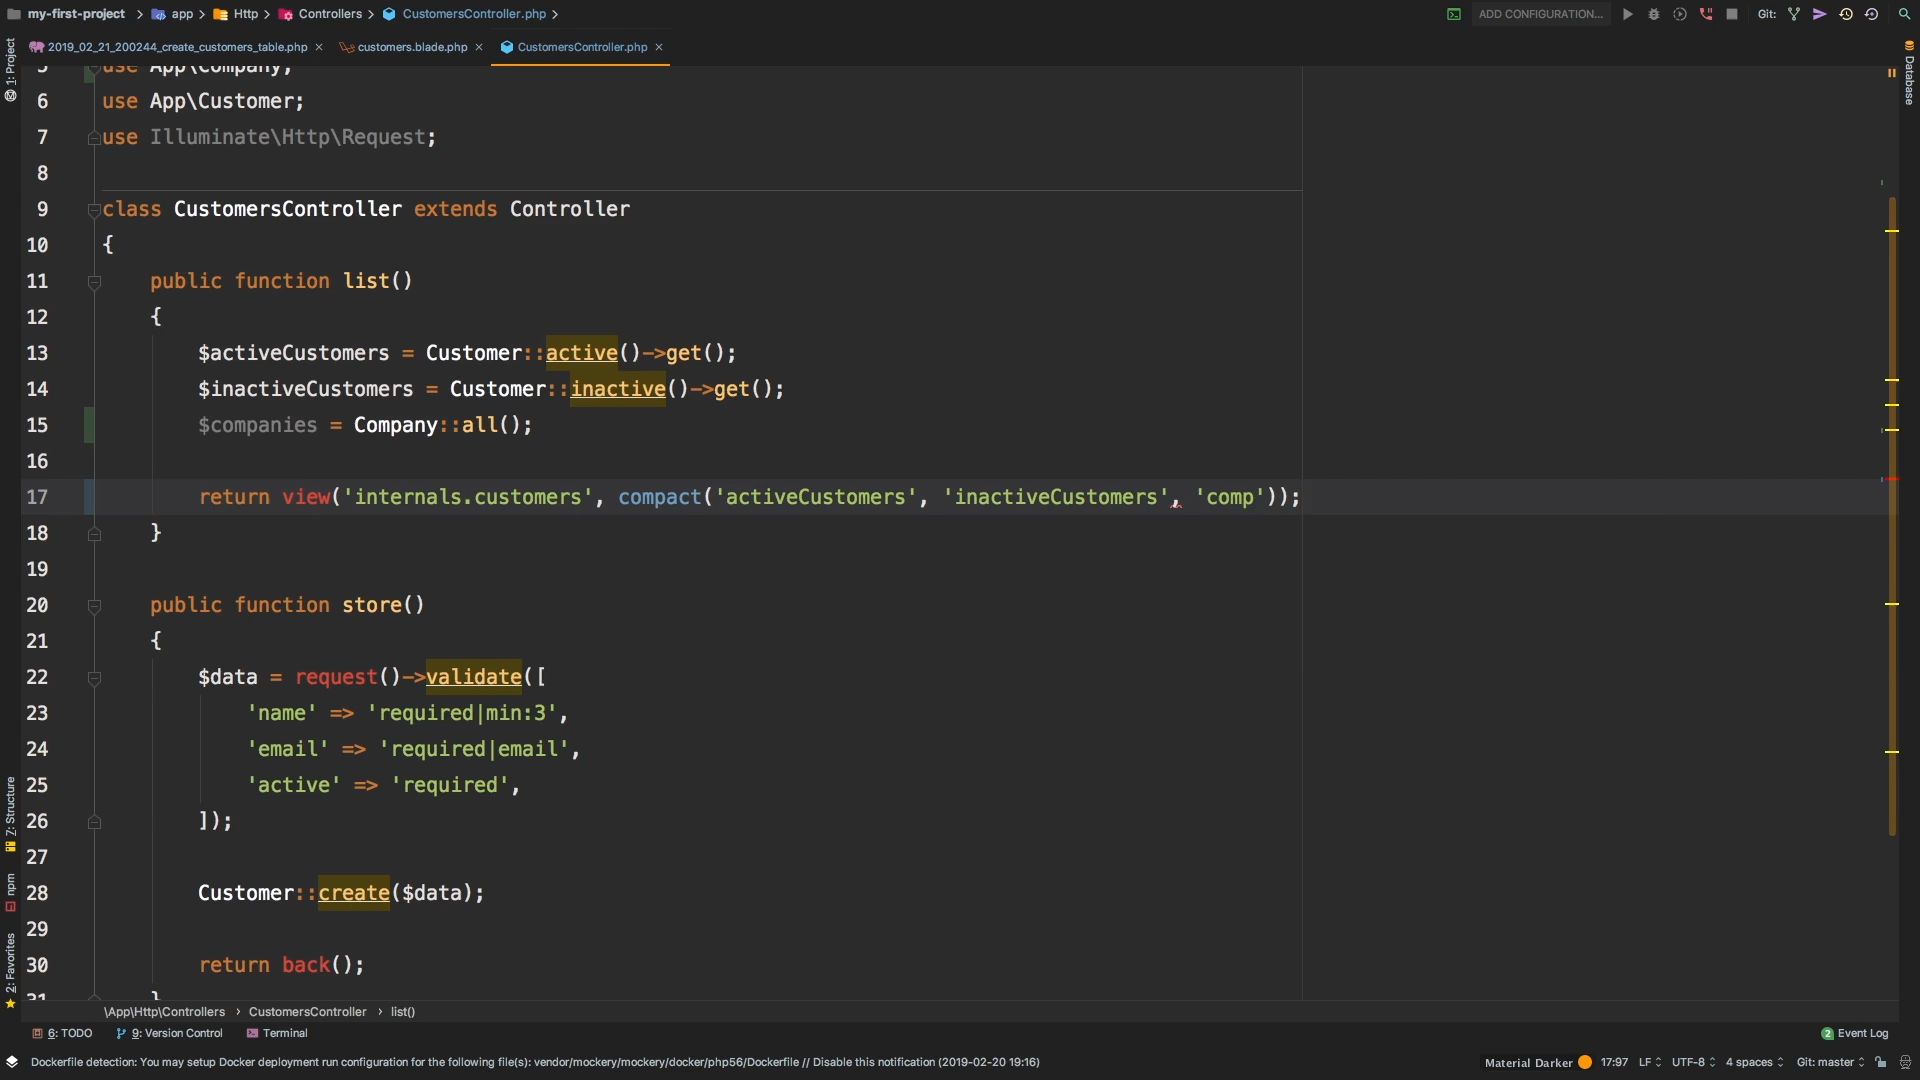 my-first-project > app > Http > Controllers > CustomersController.php >
ADD CONFIGURATION...
Git:
2019_02_21_200244_create_customers_table.php ×
customers.blade.php ×
CustomersController.php ×
1: Project
Database
5 use App\Company;
6 use App\Customer;
7 use Illuminate\Http\Request;
8
9 class CustomersController extends Controller
10 {
11     public function list()
12     {
13         $activeCustomers = Customer::active()->get();
14         $inactiveCustomers = Customer::inactive()->get();
15         $companies = Company::all();
16
17         return view('internals.customers', compact('activeCustomers', 'inactiveCustomers', 'comp'));
18     }
19
20     public function store()
21     {
22         $data = request()->validate([
23             'name' => 'required|min:3',
24             'email' => 'required|email',
25             'active' => 'required',
26         ]);
27
28         Customer::create($data);
29
30         return back();
31     }
Z: Structure
npm
2: Favorites
\App\Http\Controllers > CustomersController > list()
6: TODO
9: Version Control
Terminal
2 Event Log
Dockerfile detection: You may setup Docker deployment run configuration for the following file(s): vendor/mockery/mockery/docker/php56/Dockerfile // Disable this notification (2019-02-20 19:16)
Material Darker
17:97
LF
UTF-8
4 spaces
Git: master